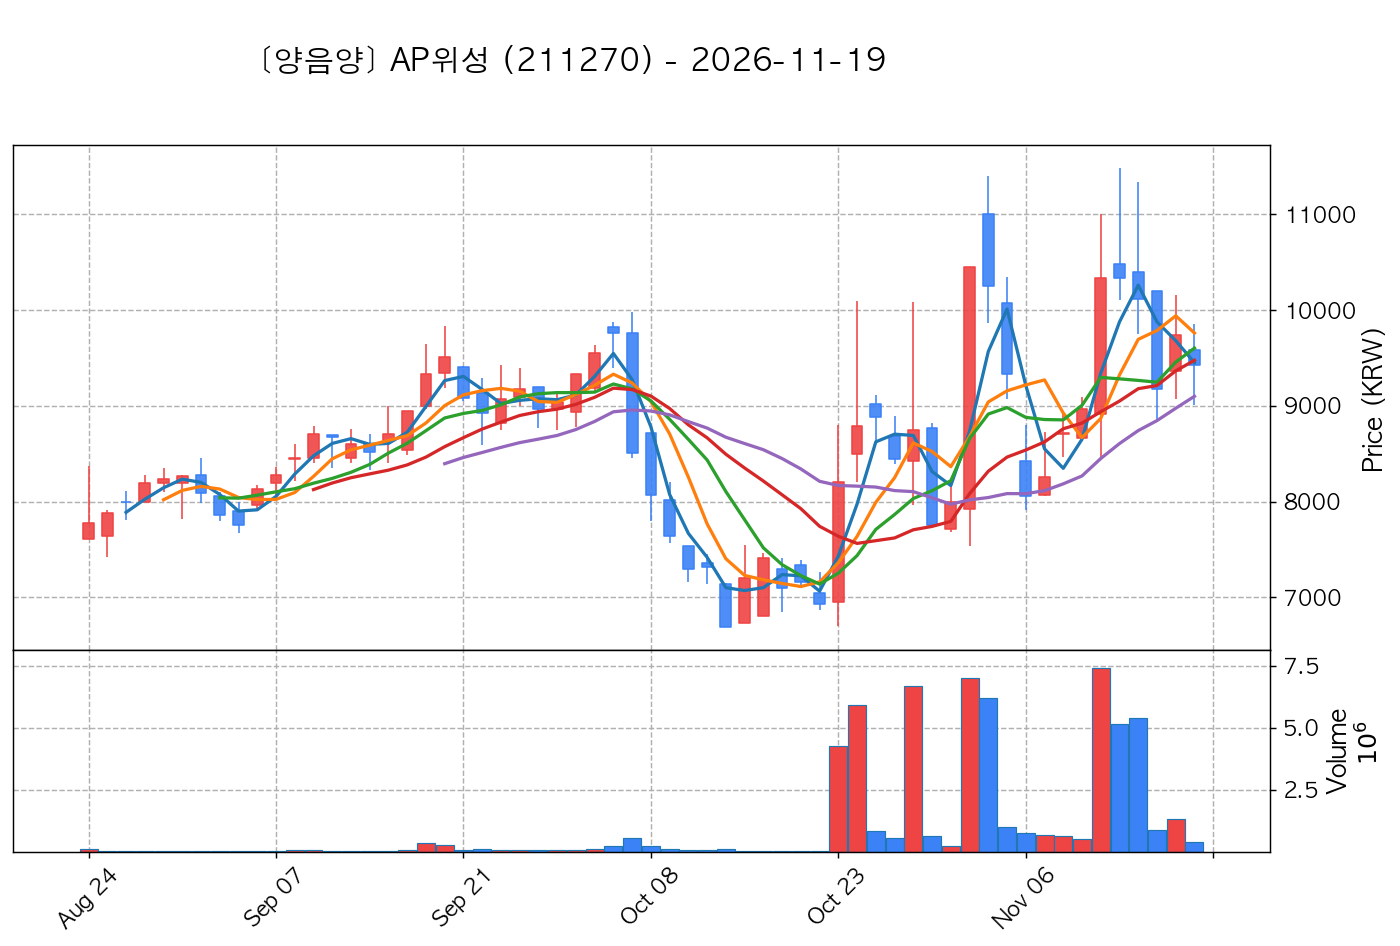 [양음양] AP위성 (211270) - 2026-11-19
11000
10000
9000
8000
7000
Price (KRW)
7.5
5.0
2.5
Volume
10⁶
Aug 24
Sep 07
Sep 21
Oct 08
Oct 23
Nov 06